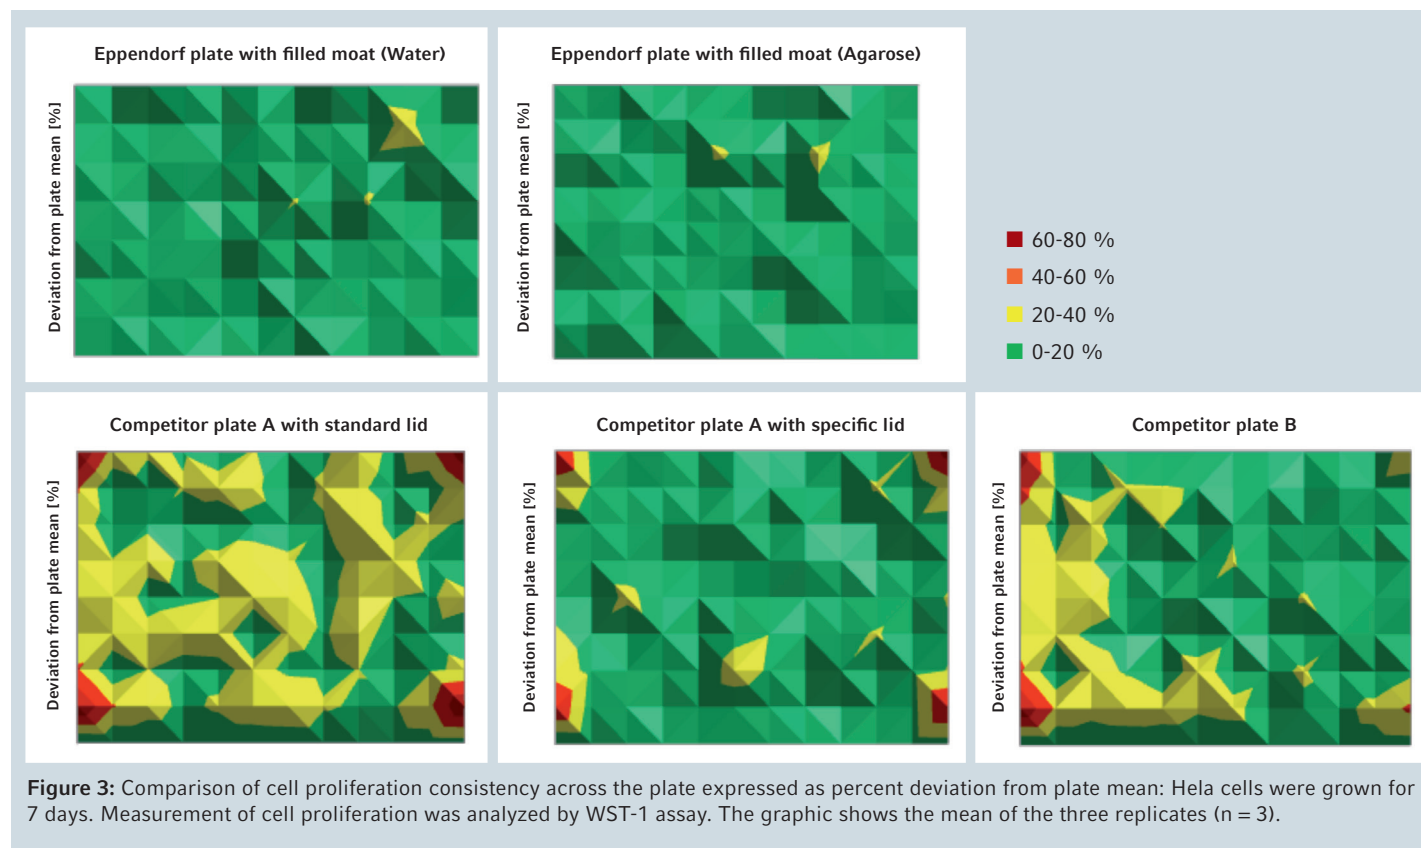 Eppendorf plate with filled moat (Water)
Deviation from plate mean [%]
Eppendorf plate with filled moat (Agarose)
Deviation from plate mean [%]
60-80 %
40-60 %
20-40 %
0-20 %
Competitor plate A with standard lid
Deviation from plate mean [%]
Competitor plate A with specific lid
Deviation from plate mean [%]
Competitor plate B
Deviation from plate mean [%]
Figure 3: Comparison of cell proliferation consistency across the plate expressed as percent deviation from plate mean: Hela cells were grown for
7 days. Measurement of cell proliferation was analyzed by WST-1 assay. The graphic shows the mean of the three replicates (n = 3).